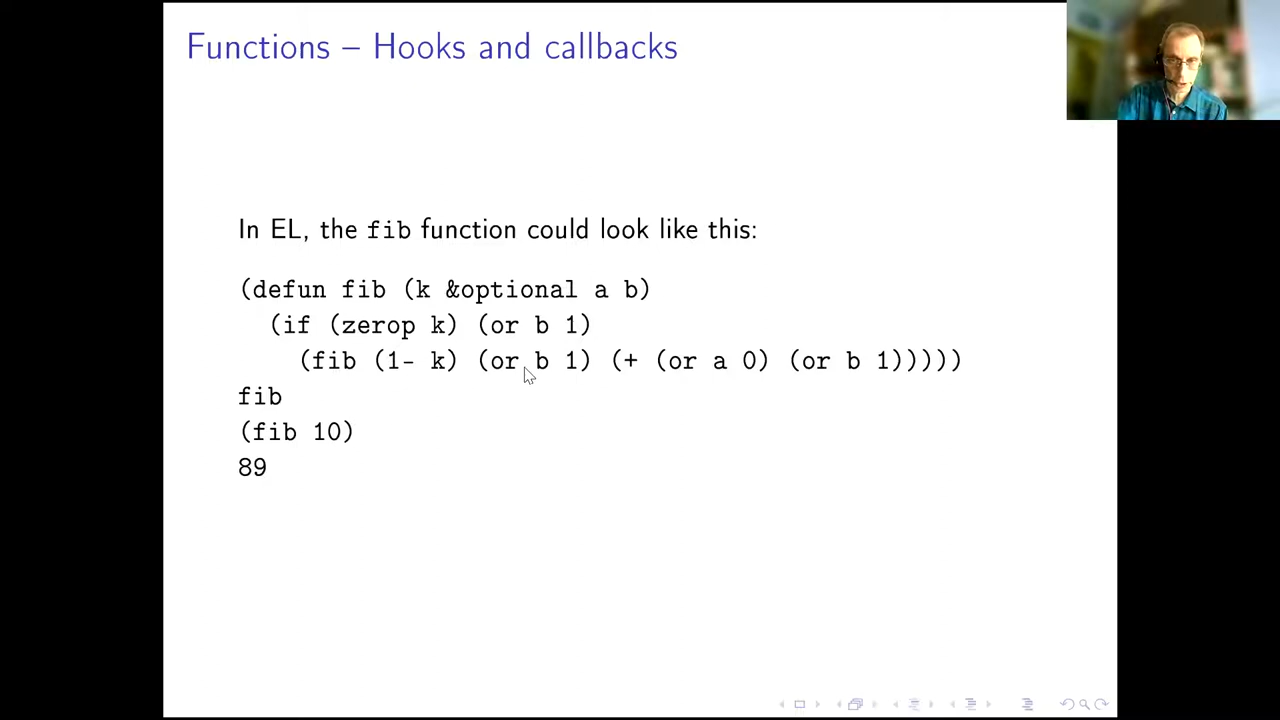 Functions – Hooks and callbacks
In EL, the fib function could look like this:
(defun fib (k &optional a b)
(if (zerop k) (or b 1)
(fib (1- k) (or b 1) (+ (or a 0) (or b 1)))))
fib
(fib 10)
89